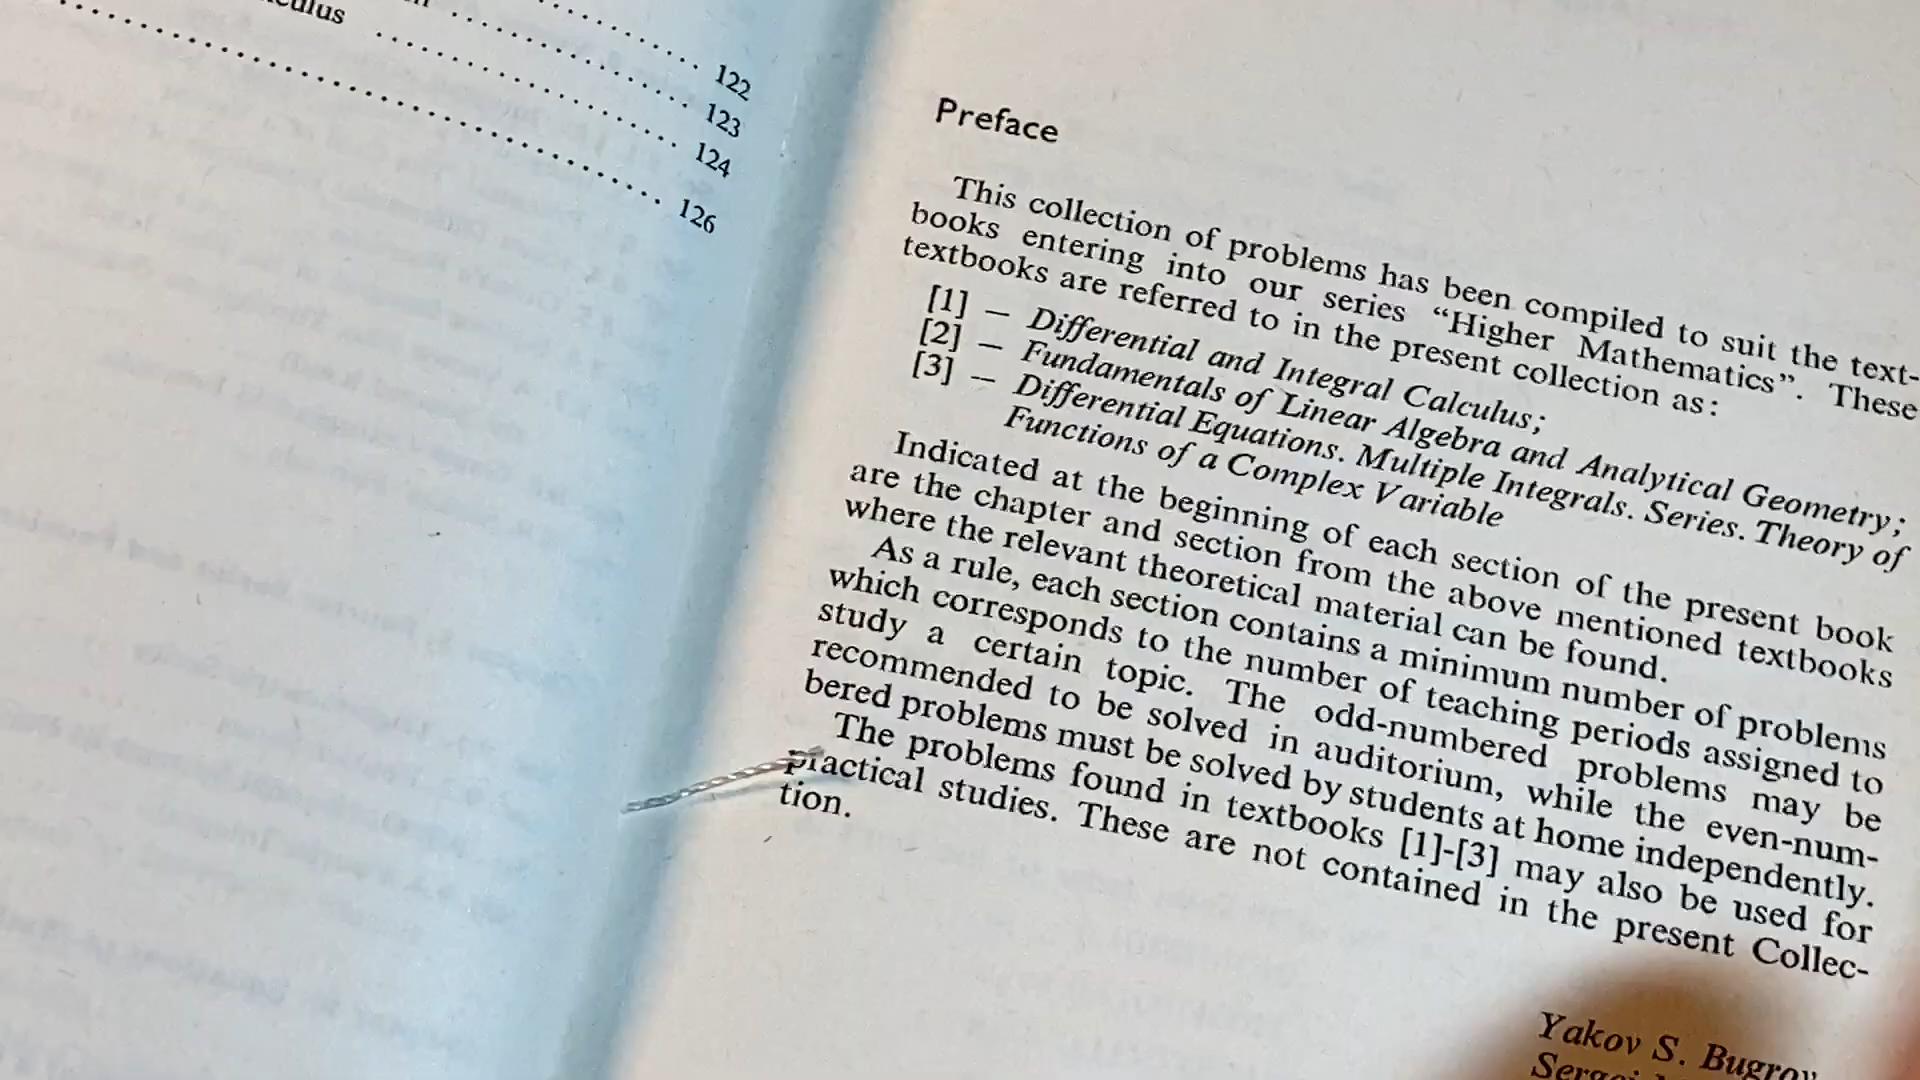 122
123
124
126
Preface
This collection of problems has been compiled to suit the text-
books entering into our series “Higher Mathematics”. These
textbooks are referred to in the present collection as:
[1] — Differential and Integral Calculus;
[2] — Fundamentals of Linear Algebra and Analytical Geometry;
[3] — Differential Equations. Multiple Integrals. Series. Theory of
Functions of a Complex Variable
Indicated at the beginning of each section of the present book
are the chapter and section from the above mentioned textbooks
where the relevant theoretical material can be found.
As a rule, each section contains a minimum number of problems
which corresponds to the number of teaching periods assigned to
study a certain topic. The odd-numbered problems may be
recommended to be solved in auditorium, while the even-num-
bered problems must be solved by students at home independently.
The problems found in textbooks [1]-[3] may also be used for
practical studies. These are not contained in the present Collec-
tion.
Yakov S. Bugrov